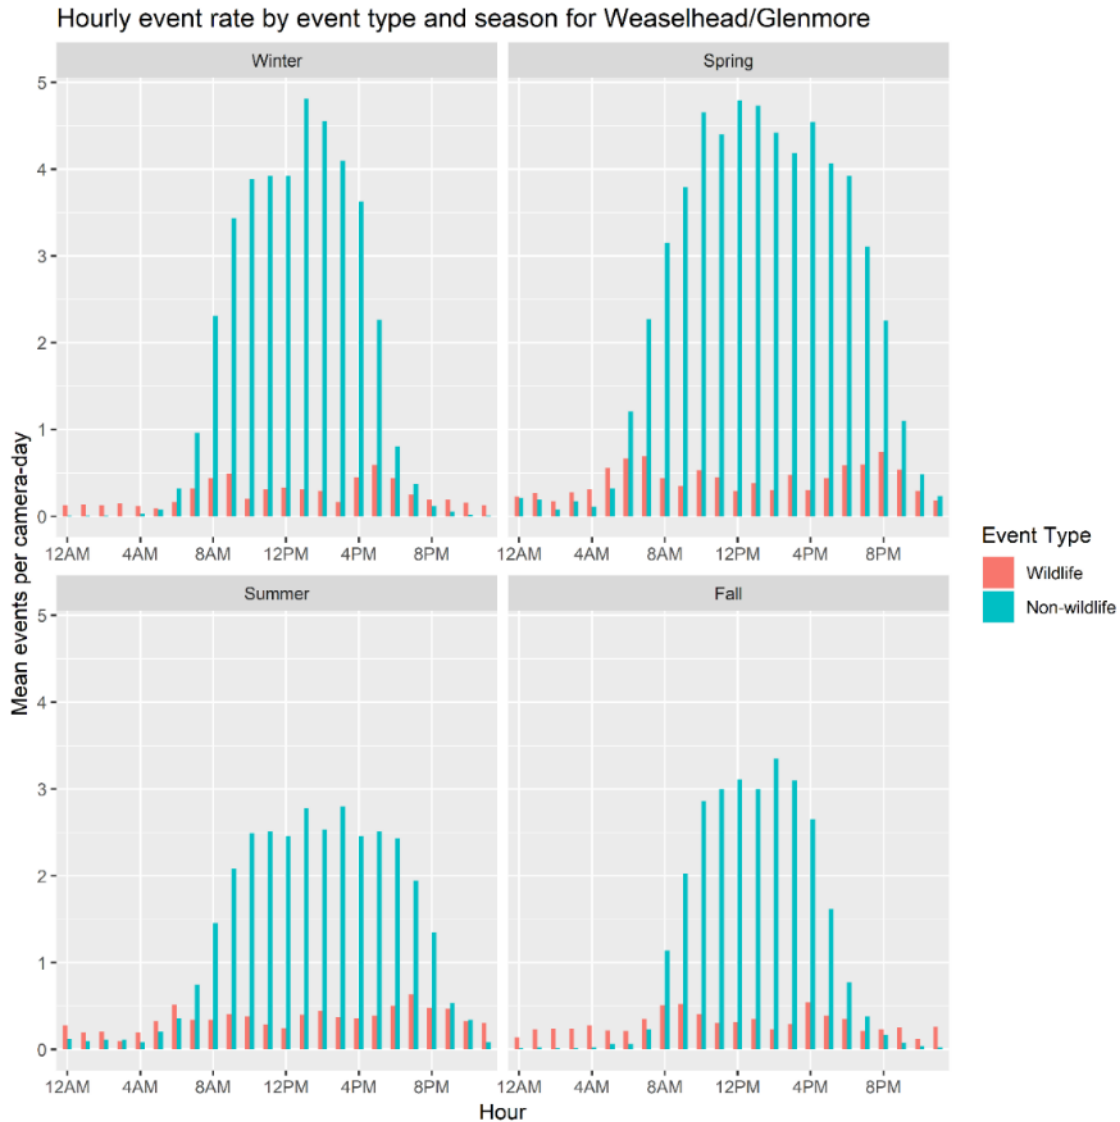 Hourly event rate by event type and season for Weaselhead/Glenmore
Winter
Spring
5
4
3
2
1
0
12AM 4AM 8AM 12PM 4PM 8PM
12AM 4AM 8AM 12PM 4PM 8PM
Mean events per camera-day
Summer
Fall
5
4
3
2
1
0
12AM 4AM 8AM 12PM 4PM 8PM
12AM 4AM 8AM 12PM 4PM 8PM
Hour
Event Type
Wildlife
Non-wildlife